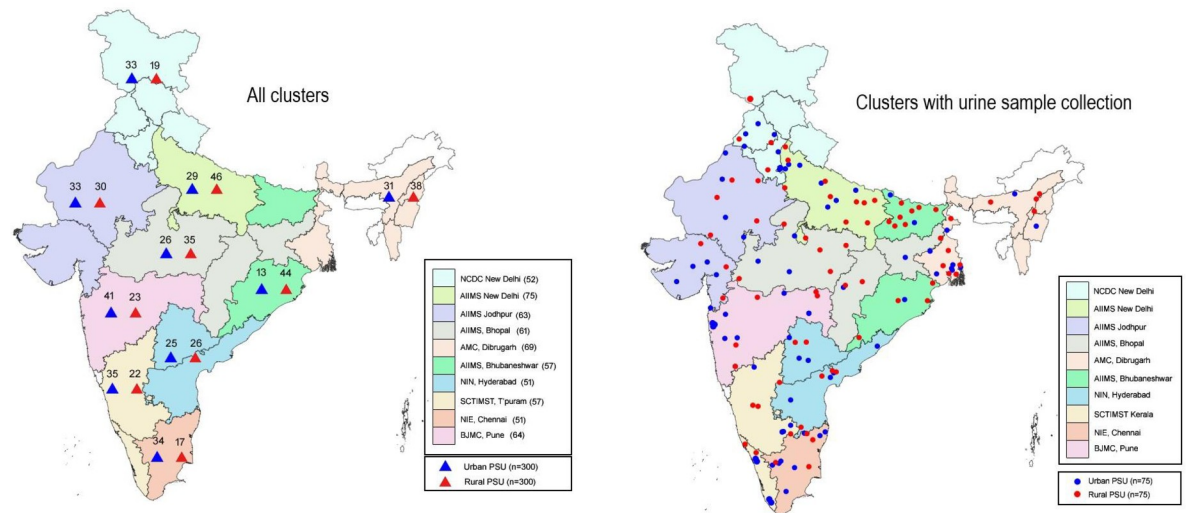 All clusters
33 19
33 30
29 46
31 38
26 35
13 44
41 23
25 26
35 22
34 17
NCDC New Delhi (52)
AIIMS New Delhi (75)
AIIMS Jodhpur (63)
AIIMS, Bhopal (61)
AMC, Dibrugarh (69)
AIIMS, Bhubaneshwar (57)
NIN, Hyderabad (51)
SCTIMST, T'puram (57)
NIE, Chennai (51)
BJMC, Pune (64)
Urban PSU (n=300)
Rural PSU (n=300)
Clusters with urine sample collection
NCDC New Delhi
AIIMS New Delhi
AIIMS Jodhpur
AIIMS, Bhopal
AMC, Dibrugarh
AIIMS, Bhubaneshwar
NIN, Hyderabad
SCTIMST Kerala
NIE, Chennai
BJMC, Pune
Urban PSU (n=75)
Rural PSU (n=75)